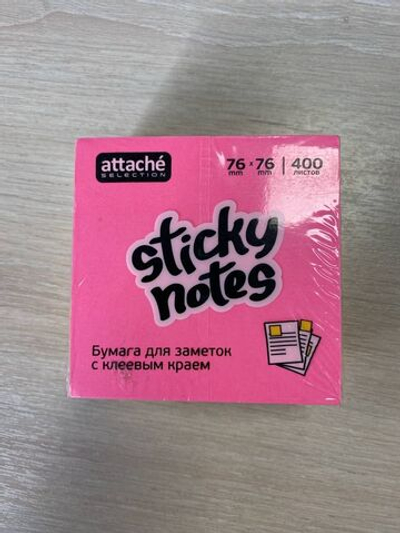 attaché
SELECTION
76 × 76 | 400
mm mm листов
sticky
notes
Бумага для заметок
с клеевым краем